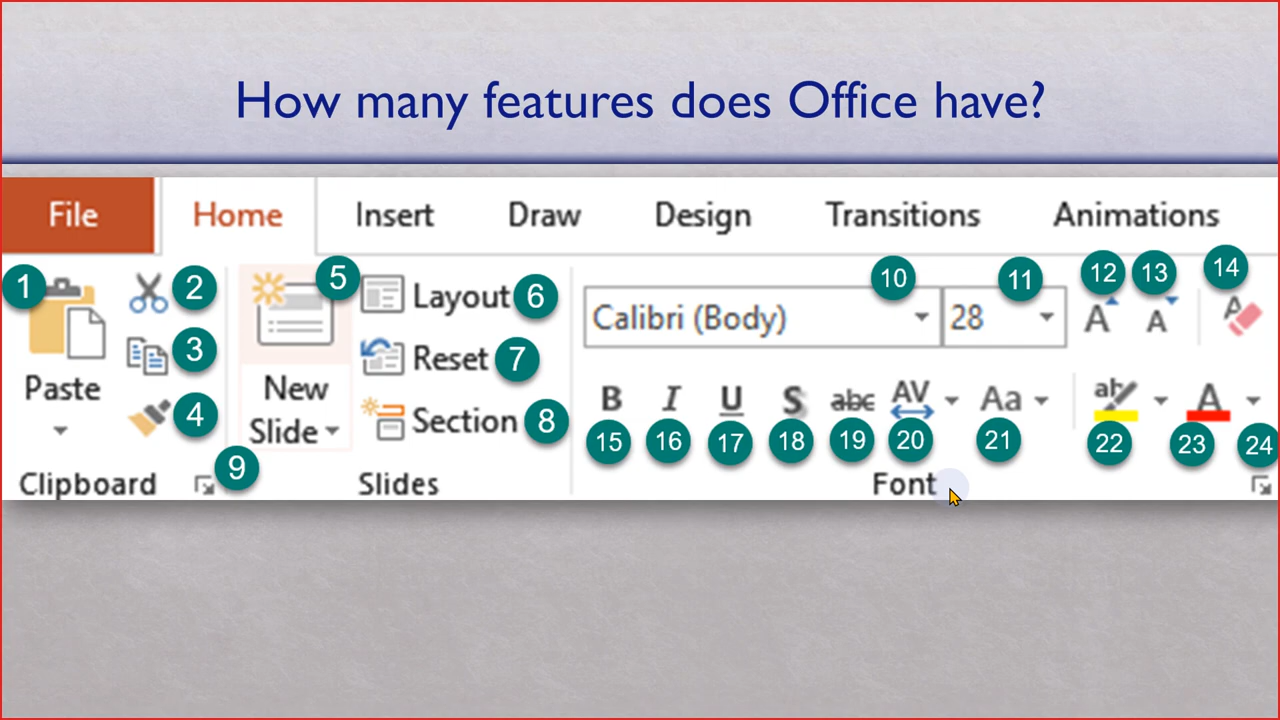 How many features does Office have?
File Home Insert Draw Design Transitions Animations
1 2 5 Layout 6 10 11 12 13 14
Calibri (Body) 28 A A A
3 Reset 7
Paste New
4 Slide Section 8
B I U S abc AV Aa ab A
15 16 17 18 19 20 21 22 23 24
9
Clipboard Slides Font